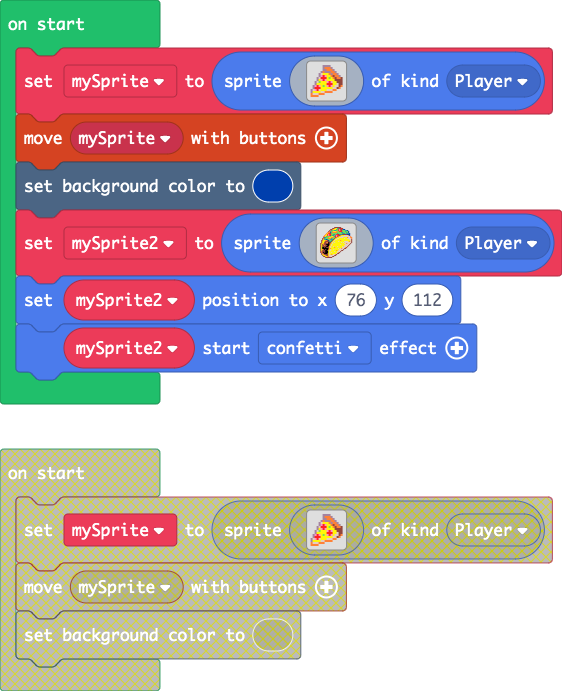 on start
set mySprite to sprite of kind Player
move mySprite with buttons
set background color to
set mySprite2 to sprite of kind Player
set mySprite2 position to x 76 y 112
mySprite2 start confetti effect
on start
set mySprite to sprite of kind Player
move mySprite with buttons
set background color to